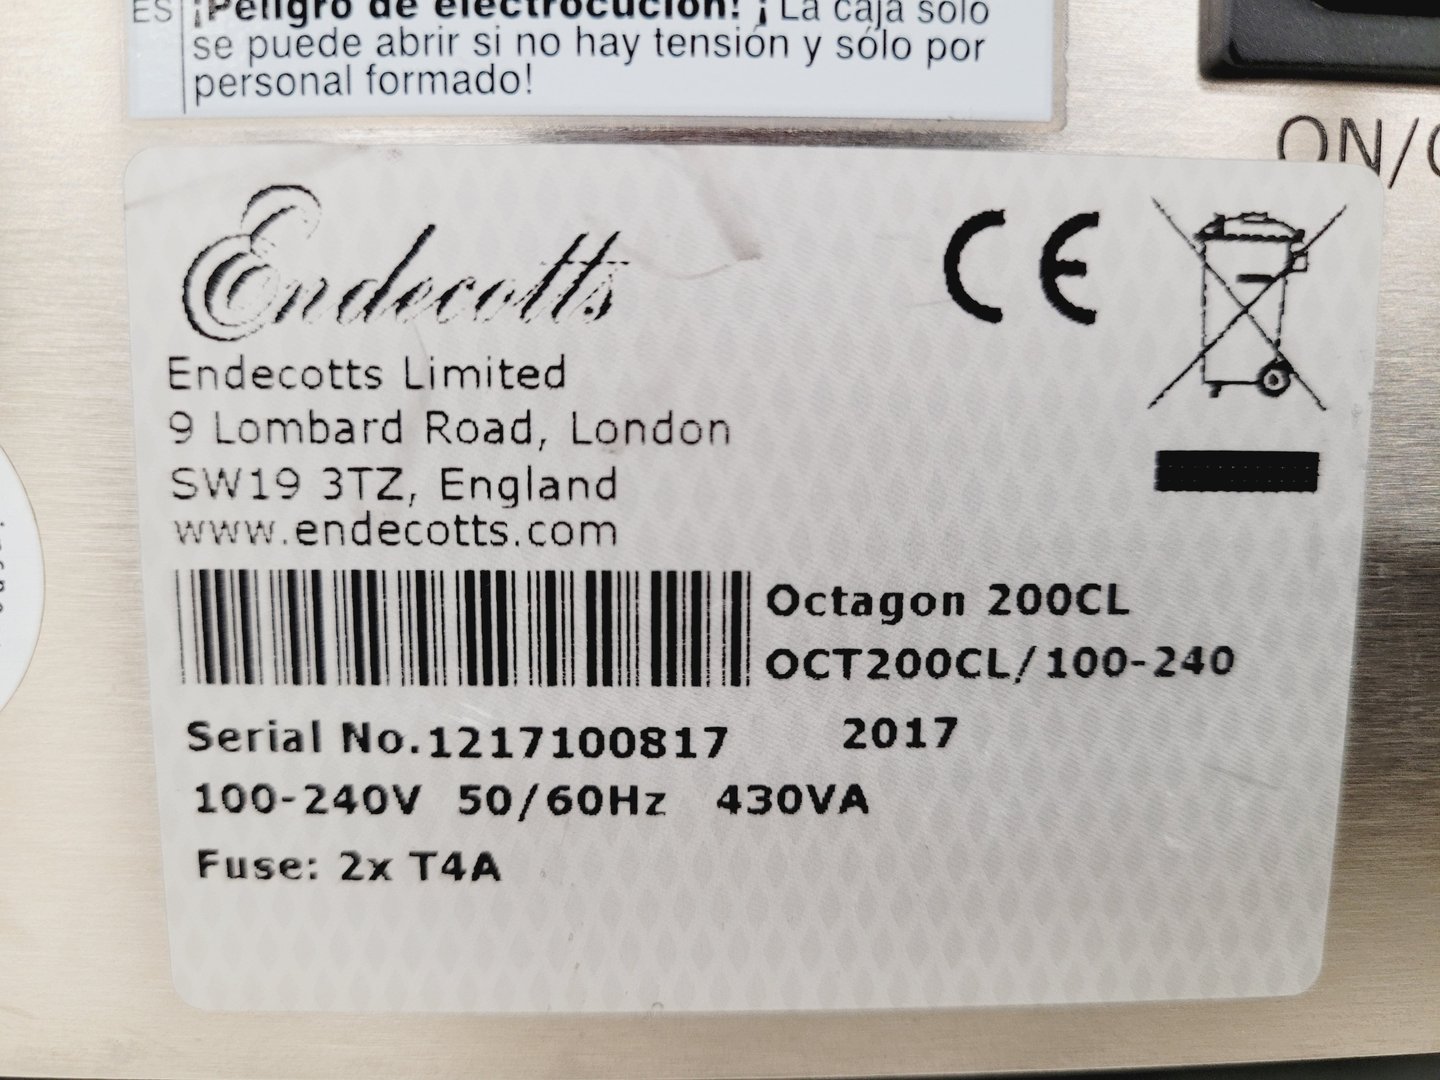 ES ¡Peligro de electrocución! ¡La caja sólo
se puede abrir si no hay tensión y sólo por
personal formado!
ON/
Endecotts
CE
Endecotts Limited
9 Lombard Road, London
SW19 3TZ, England
www.endecotts.com
Octagon 200CL
OCT200CL/100-240
Serial No.1217100817 2017
100-240V 50/60Hz 430VA
Fuse: 2x T4A